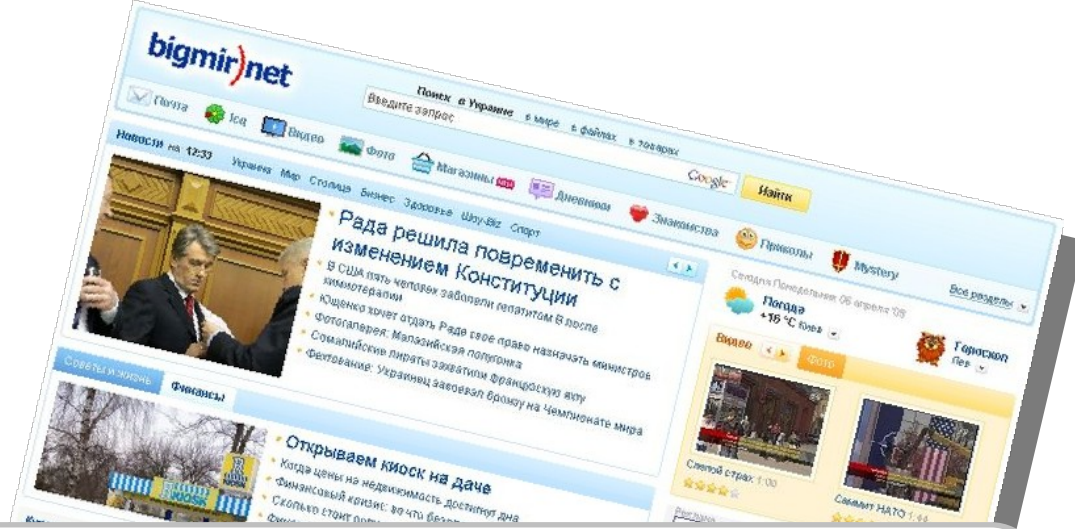 bigmir)net
Поиск в Украине в мире в файлах в товарах
Введите запрос
Google
Найти
Почта Icq Видео Фото Магазины Дневники Знакомства Приколы Mystery
Все разделы
Новости на 12:33 Украина Мир Столица Бизнес Здоровье Шоу-Biz Спорт
Рада решила повременить с
изменением Конституции
В США пять человек заболели гепатитом В после
химиотерапии
Ющенко хочет отдать Раде свое право назначать министров
Фотогалерея: Малазийская полугонка
Сомалийские пираты захватили французскую яхту
Фехтование: Украинец завоевал бронзу на Чемпионате мира
Сегодня Понедельник 06 апреля '09
Погода
+16 °C Киев
Гороскоп
Лев
Видео Фото
Слепой страх 1:00
Саммит НАТО 1:44
Советы и жизнь Финансы
Открываем киоск на даче
Когда цены на недвижимость достигнут дна
Финансовый кризис: во что
Сколько стоит
KIOSK